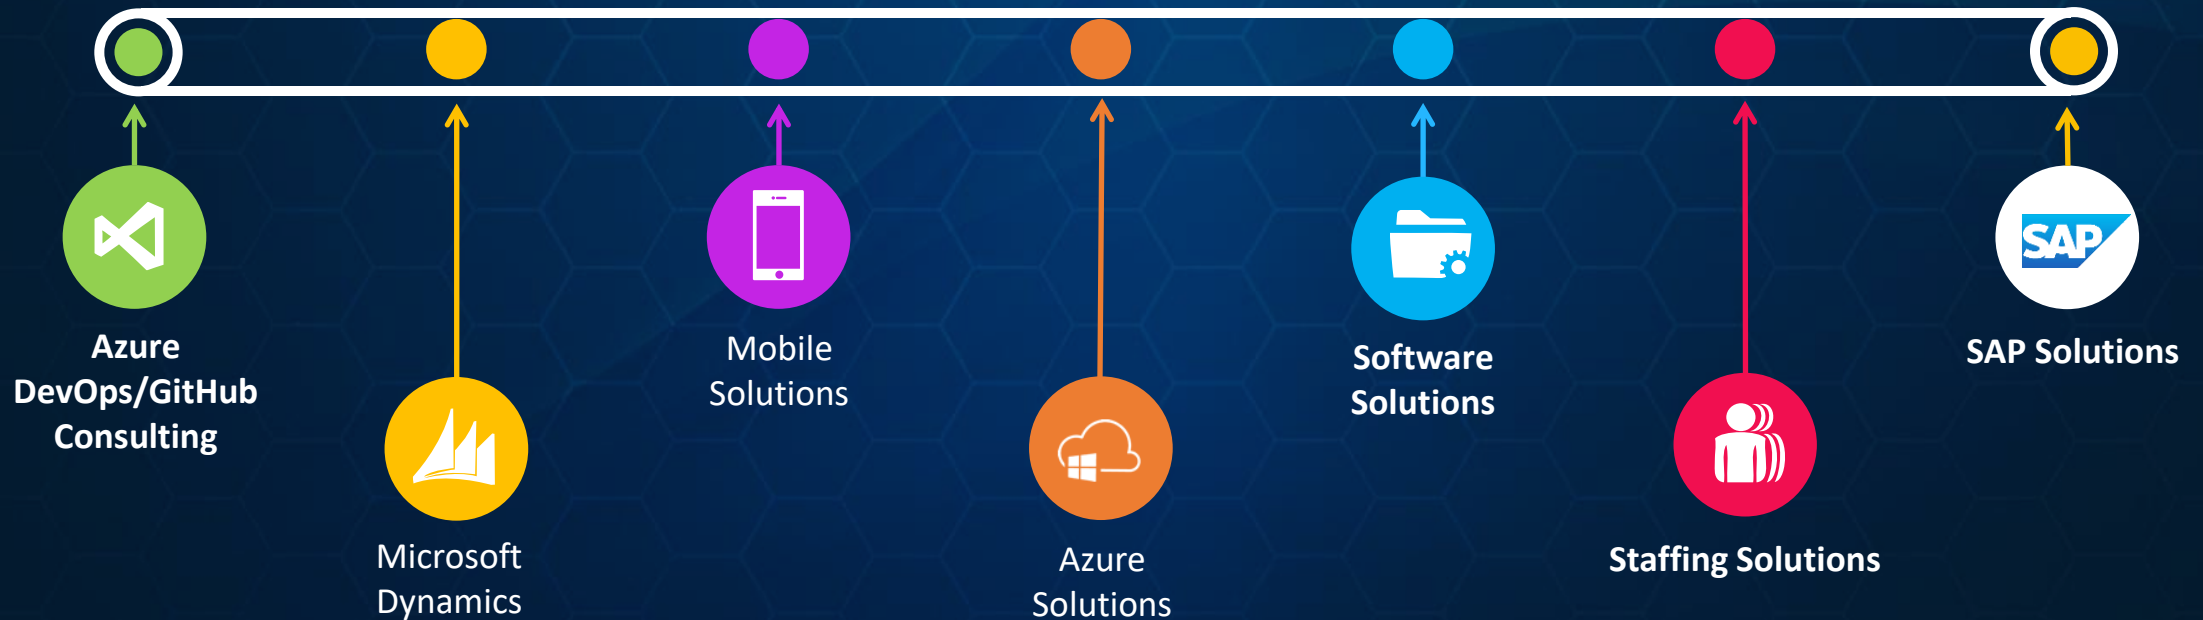 Azure
DevOps/GitHub
Consulting
Microsoft
Dynamics
Mobile
Solutions
Azure
Solutions
Software
Solutions
Staffing Solutions
SAP
SAP Solutions